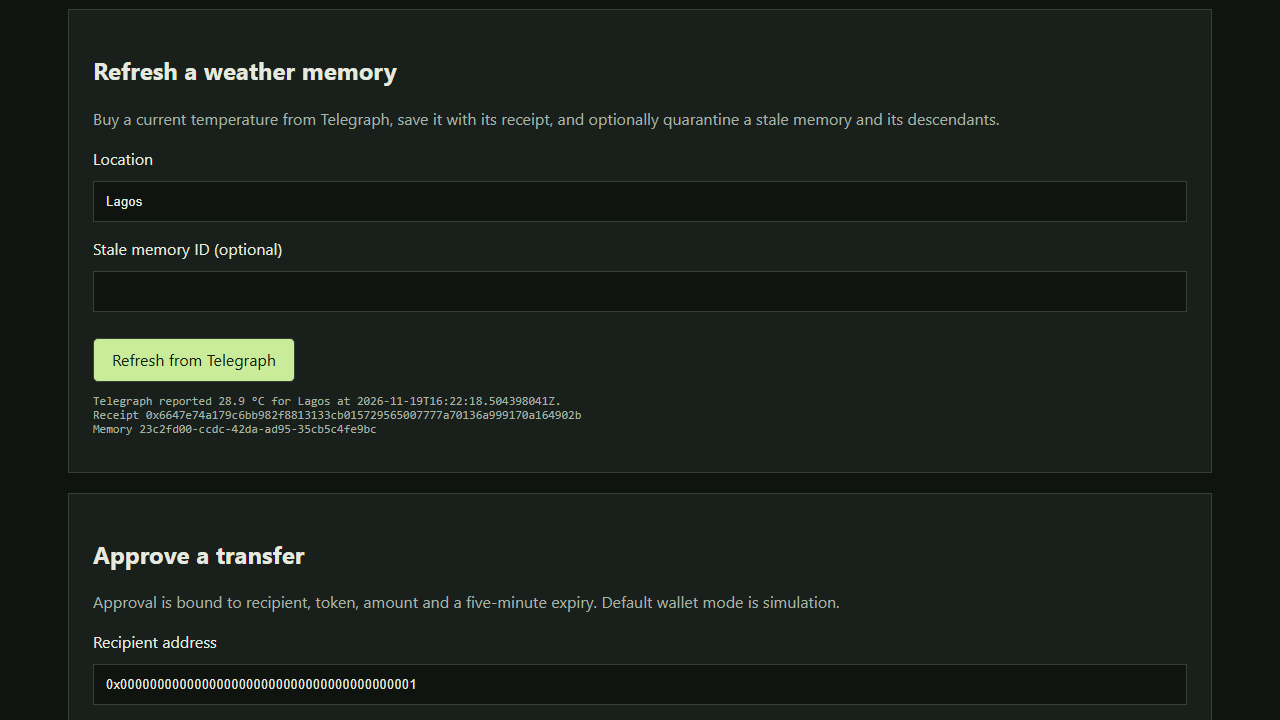 Refresh a weather memory
Buy a current temperature from Telegraph, save it with its receipt, and optionally quarantine a stale memory and its descendants.
Location
Lagos
Stale memory ID (optional)
Refresh from Telegraph
Telegraph reported 28.9 °C for Lagos at 2026-11-19T16:22:18.504398041Z.
Receipt 0x6647e74a179c6bb982f8813133cb015729565007777a70136a999170a164902b
Memory 23c2fd00-ccdc-42da-ad95-35cb5c4fe9bc
Approve a transfer
Approval is bound to recipient, token, amount and a five-minute expiry. Default wallet mode is simulation.
Recipient address
0x0000000000000000000000000000000000000001